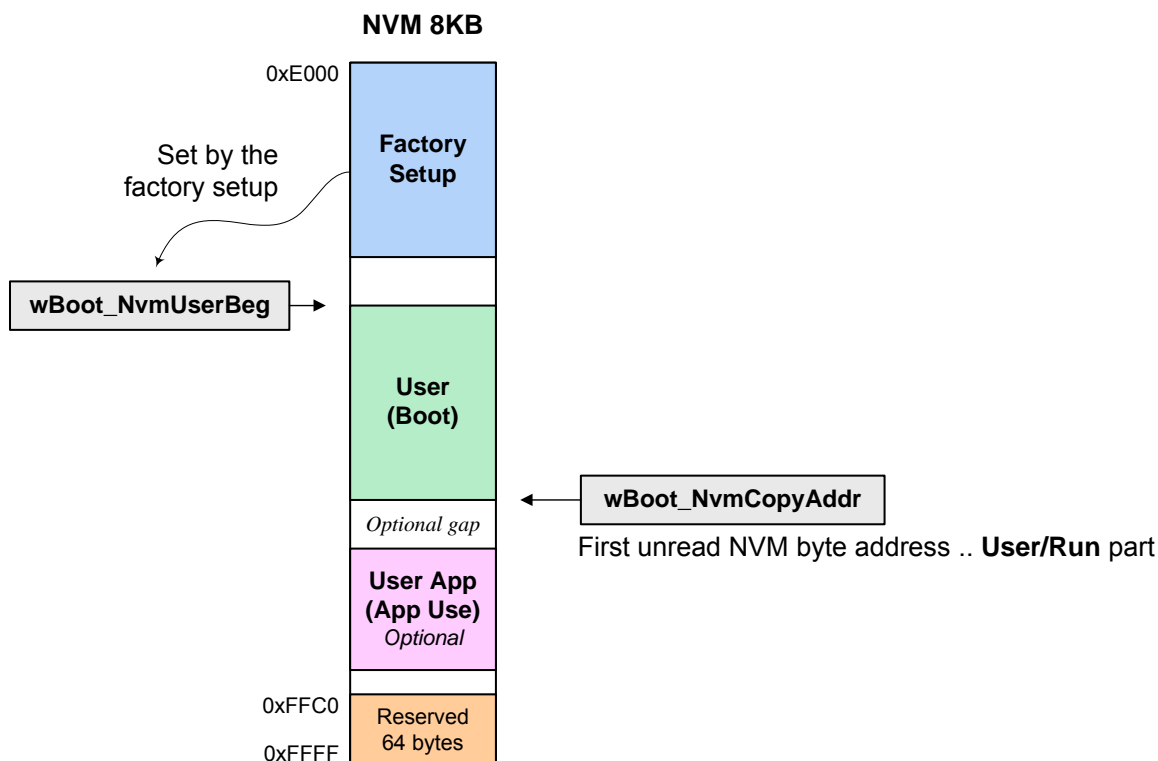 NVM 8KB
0xE000
Factory
Setup
Set by the
factory setup
wBoot_NvmUserBeg
User
(Boot)
wBoot_NvmCopyAddr
Optional gap
First unread NVM byte address .. User/Run part
User App
(App Use)
Optional
0xFFC0
Reserved
64 bytes
0xFFFF